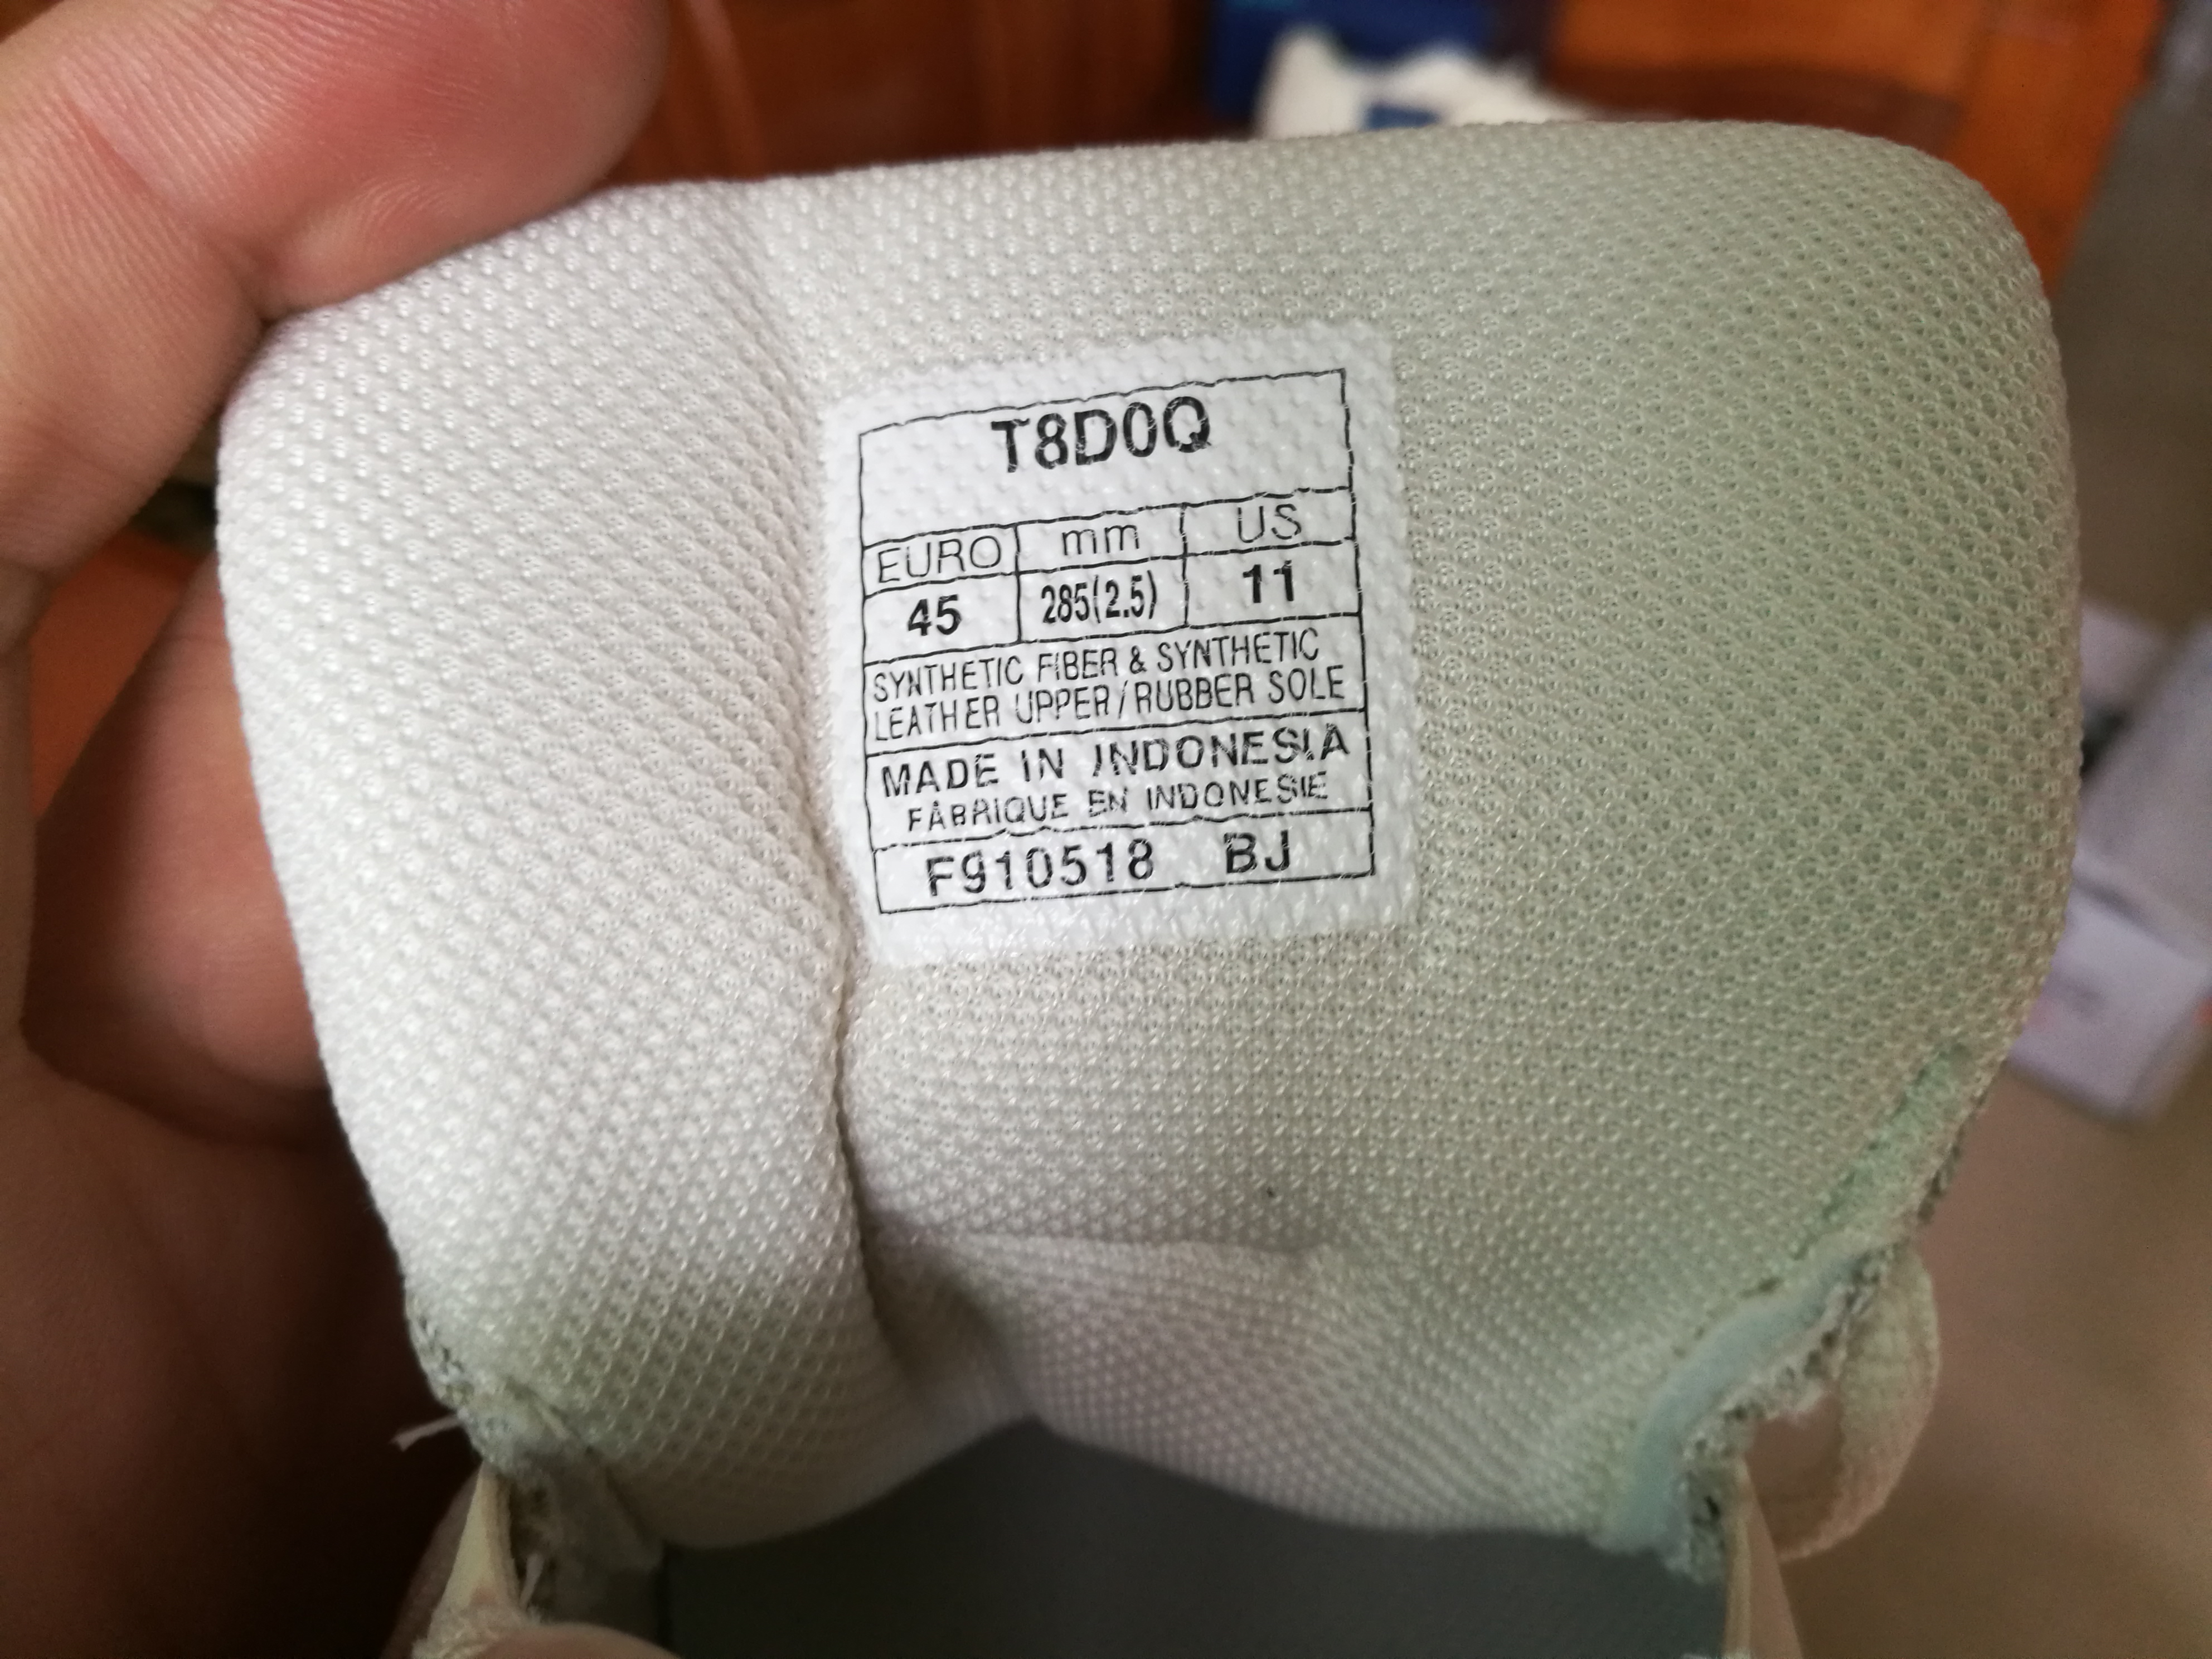 T8D0Q
EURO mm US
45 285(2.5) 11
SYNTHETIC FIBER & SYNTHETIC
LEATHER UPPER/RUBBER SOLE
MADE IN INDONESIA
FABRIQUE EN INDONESIE
F910518 BJ